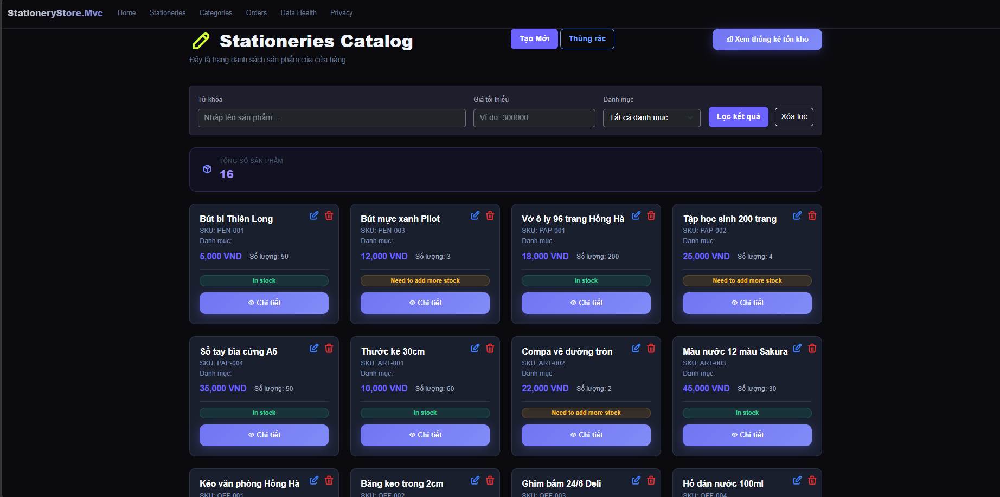 StationeryStore.Mvc Home Stationeries Categories Orders Data Health Privacy
Stationeries Catalog
Tạo Mới Thùng rác Xem thống kê tồn kho
Đây là trang danh sách sản phẩm của cửa hàng.
Từ khóa Giá tối thiểu Danh mục
Nhập tên sản phẩm... Ví dụ: 300000 Tất cả danh mục Lọc kết quả Xóa lọc
TỔNG SỐ SẢN PHẨM
16
Bút bi Thiên Long
SKU: PEN-001
Danh mục:
5,000 VND Số lượng: 50
In stock
Chi tiết
Bút mực xanh Pilot
SKU: PEN-003
Danh mục:
12,000 VND Số lượng: 3
Need to add more stock
Chi tiết
Vở ô ly 96 trang Hồng Hà
SKU: PAP-001
Danh mục:
18,000 VND Số lượng: 200
In stock
Chi tiết
Tập học sinh 200 trang
SKU: PAP-002
Danh mục:
25,000 VND Số lượng: 4
Need to add more stock
Chi tiết
Sổ tay bìa cứng A5
SKU: PAP-004
Danh mục:
35,000 VND Số lượng: 50
In stock
Chi tiết
Thước kẻ 30cm
SKU: ART-001
Danh mục:
10,000 VND Số lượng: 60
In stock
Chi tiết
Compa vẽ đường tròn
SKU: ART-002
Danh mục:
22,000 VND Số lượng: 2
Need to add more stock
Chi tiết
Màu nước 12 màu Sakura
SKU: ART-003
Danh mục:
45,000 VND Số lượng: 30
In stock
Chi tiết
Kéo văn phòng Hồng Hà
SKU: OFF-001
Băng keo trong 2cm
SKU: OFF-002
Ghim bấm 24/6 Deli
SKU: OFF-003
Hồ dán nước 100ml
SKU: OFF-004